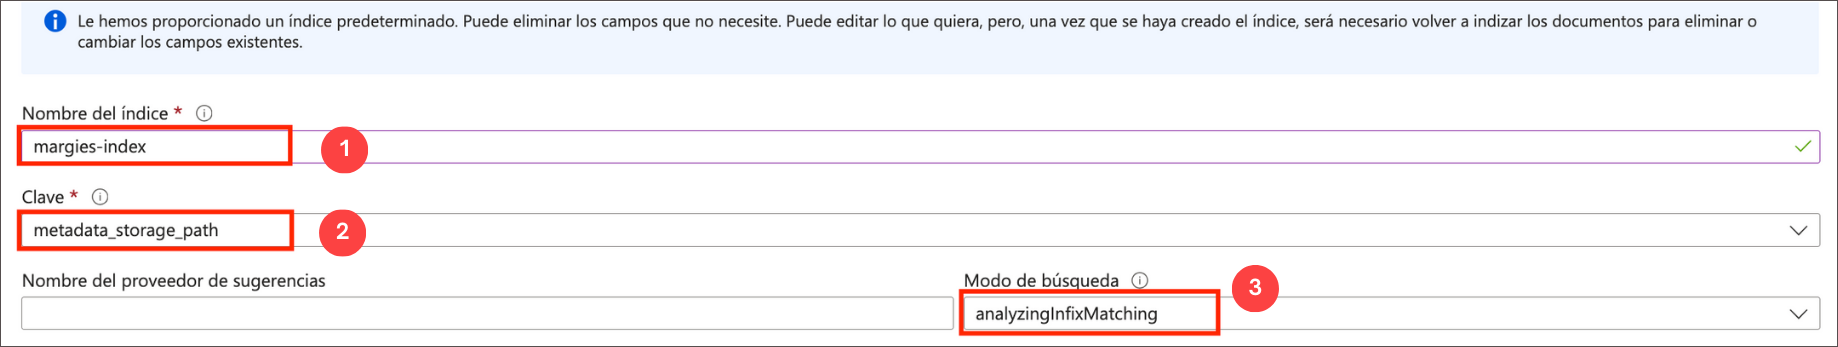 Le hemos proporcionado un índice predeterminado. Puede eliminar los campos que no necesite. Puede editar lo que quiera, pero, una vez que se haya creado el índice, será necesario volver a indizar los documentos para eliminar o
cambiar los campos existentes.
Nombre del índice *
margies-index
1
Clave *
metadata_storage_path
2
Nombre del proveedor de sugerencias
Modo de búsqueda
3
analyzingInfixMatching